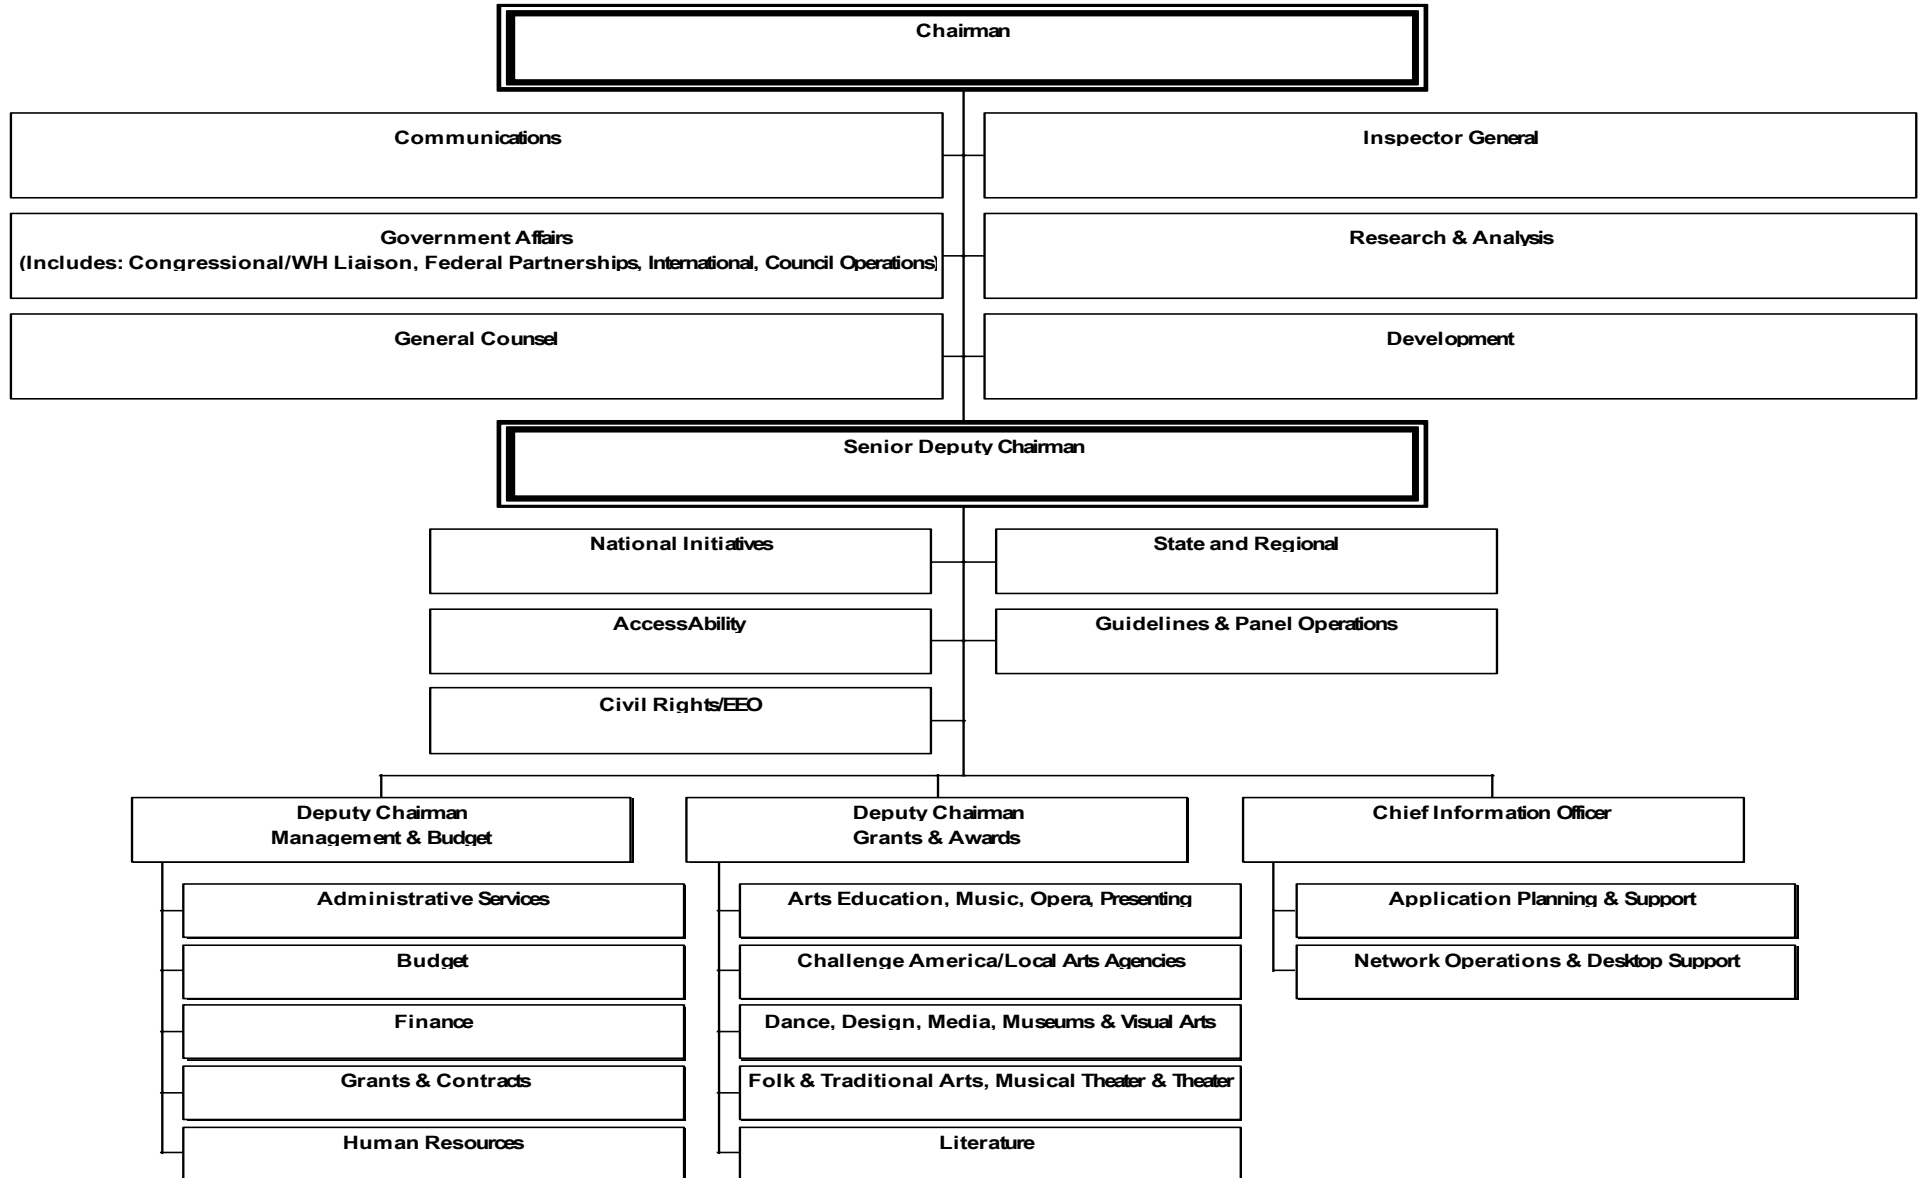 Chairman
Communications
Inspector General
Government Affairs
(Includes: Congressional/WH Liaison, Federal Partnerships, International, Council Operations)
Research & Analysis
General Counsel
Development
Senior Deputy Chairman
National Initiatives
State and Regional
AccessAbility
Guidelines & Panel Operations
Civil Rights/EEO
Deputy Chairman
Management & Budget
Deputy Chairman
Grants & Awards
Chief Information Officer
Administrative Services
Arts Education, Music, Opera, Presenting
Application Planning & Support
Budget
Challenge America/Local Arts Agencies
Network Operations & Desktop Support
Finance
Dance, Design, Media, Museums & Visual Arts
Grants & Contracts
Folk & Traditional Arts, Musical Theater & Theater
Human Resources
Literature